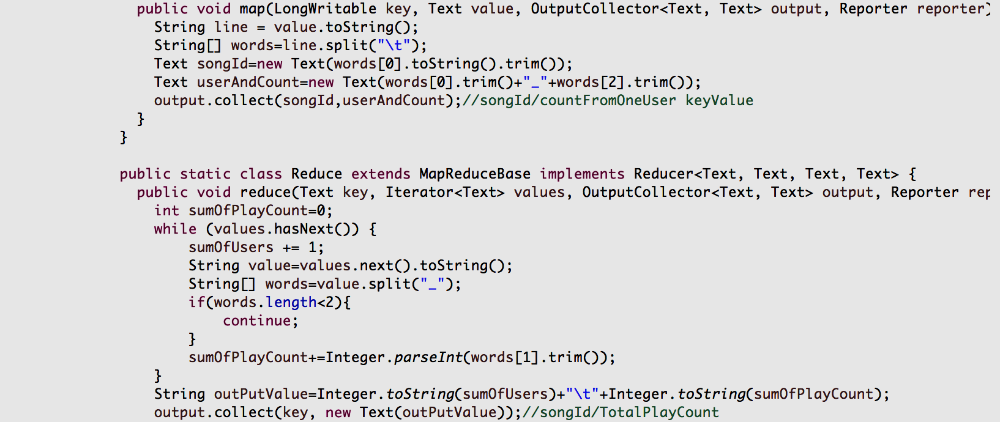 public void map(LongWritable key, Text value, OutputCollector<Text, Text> output, Reporter reporter)
String line = value.toString();
String[] words=line.split("\t");
Text songId=new Text(words[0].toString().trim());
Text userAndCount=new Text(words[0].trim()+"_"+words[2].trim());
output.collect(songId,userAndCount);//songId/countFromOneUser keyValue
}
}
public static class Reduce extends MapReduceBase implements Reducer<Text, Text, Text, Text> {
public void reduce(Text key, Iterator<Text> values, OutputCollector<Text, Text> output, Reporter rep
int sumOfPlayCount=0;
while (values.hasNext()) {
sumOfUsers += 1;
String value=values.next().toString();
String[] words=value.split("_");
if(words.length<2){
continue;
}
sumOfPlayCount+=Integer.parseInt(words[1].trim());
}
String outPutValue=Integer.toString(sumOfUsers)+"\t"+Integer.toString(sumOfPlayCount);
output.collect(key, new Text(outPutValue));//songId/TotalPlayCount